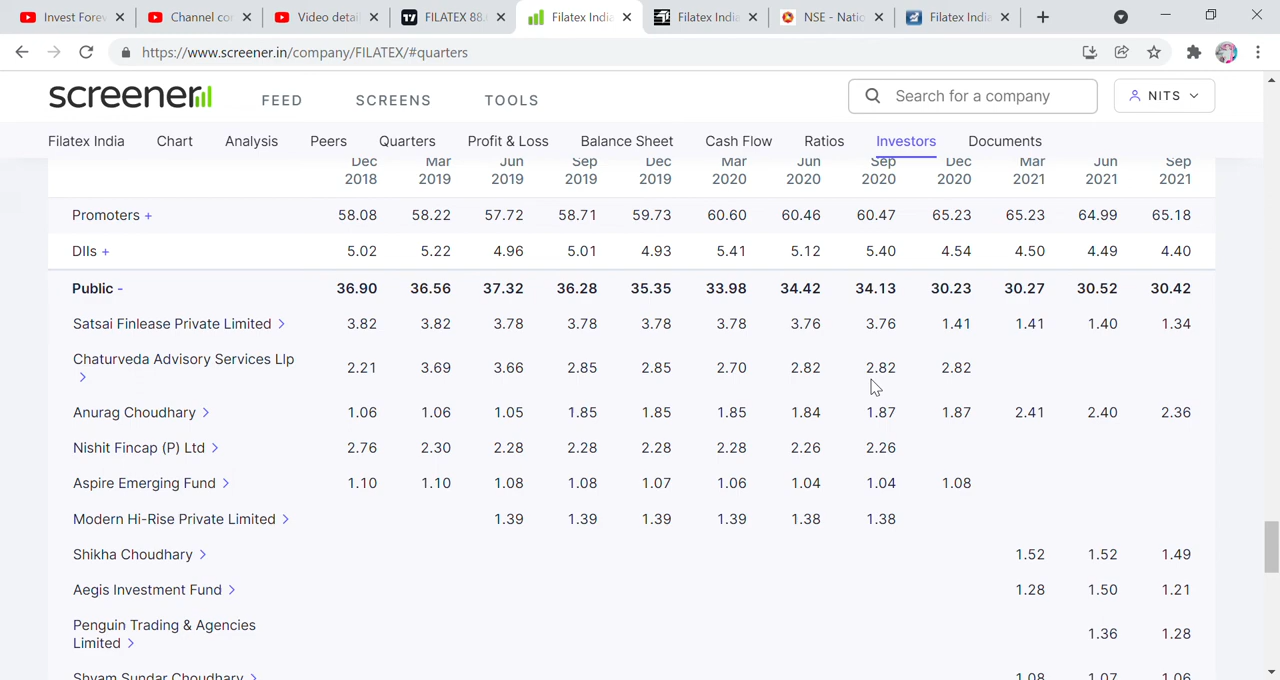 Invest Forev
Channel co
Video detail
FILATEX 88.
Filatex India
Filatex India
NSE - Natio
Filatex India
https://www.screener.in/company/FILATEX/#quarters
screener
FEED
SCREENS
TOOLS
Search for a company
NITS
Filatex India
Chart
Analysis
Peers
Quarters
Profit & Loss
Balance Sheet
Cash Flow
Ratios
Investors
Documents
Dec 2018 Mar 2019 Jun 2019 Sep 2019 Dec 2019 Mar 2020 Jun 2020 Sep 2020 Dec 2020 Mar 2021 Jun 2021 Sep 2021
Promoters + 58.08 58.22 57.72 58.71 59.73 60.60 60.46 60.47 65.23 65.23 64.99 65.18
DIIs + 5.02 5.22 4.96 5.01 4.93 5.41 5.12 5.40 4.54 4.50 4.49 4.40
Public - 36.90 36.56 37.32 36.28 35.35 33.98 34.42 34.13 30.23 30.27 30.52 30.42
Satsai Finlease Private Limited 3.82 3.82 3.78 3.78 3.78 3.78 3.76 3.76 1.41 1.41 1.40 1.34
Chaturveda Advisory Services Llp 2.21 3.69 3.66 2.85 2.85 2.70 2.82 2.82 2.82
Anurag Choudhary 1.06 1.06 1.05 1.85 1.85 1.85 1.84 1.87 1.87 2.41 2.40 2.36
Nishit Fincap (P) Ltd 2.76 2.30 2.28 2.28 2.28 2.28 2.26 2.26
Aspire Emerging Fund 1.10 1.10 1.08 1.08 1.07 1.06 1.04 1.04 1.08
Modern Hi-Rise Private Limited 1.39 1.39 1.39 1.39 1.38 1.38
Shikha Choudhary 1.52 1.52 1.49
Aegis Investment Fund 1.28 1.50 1.21
Penguin Trading & Agencies
Limited 1.36 1.28
Shyam Sundar Choudhary 1.08 1.07 1.06